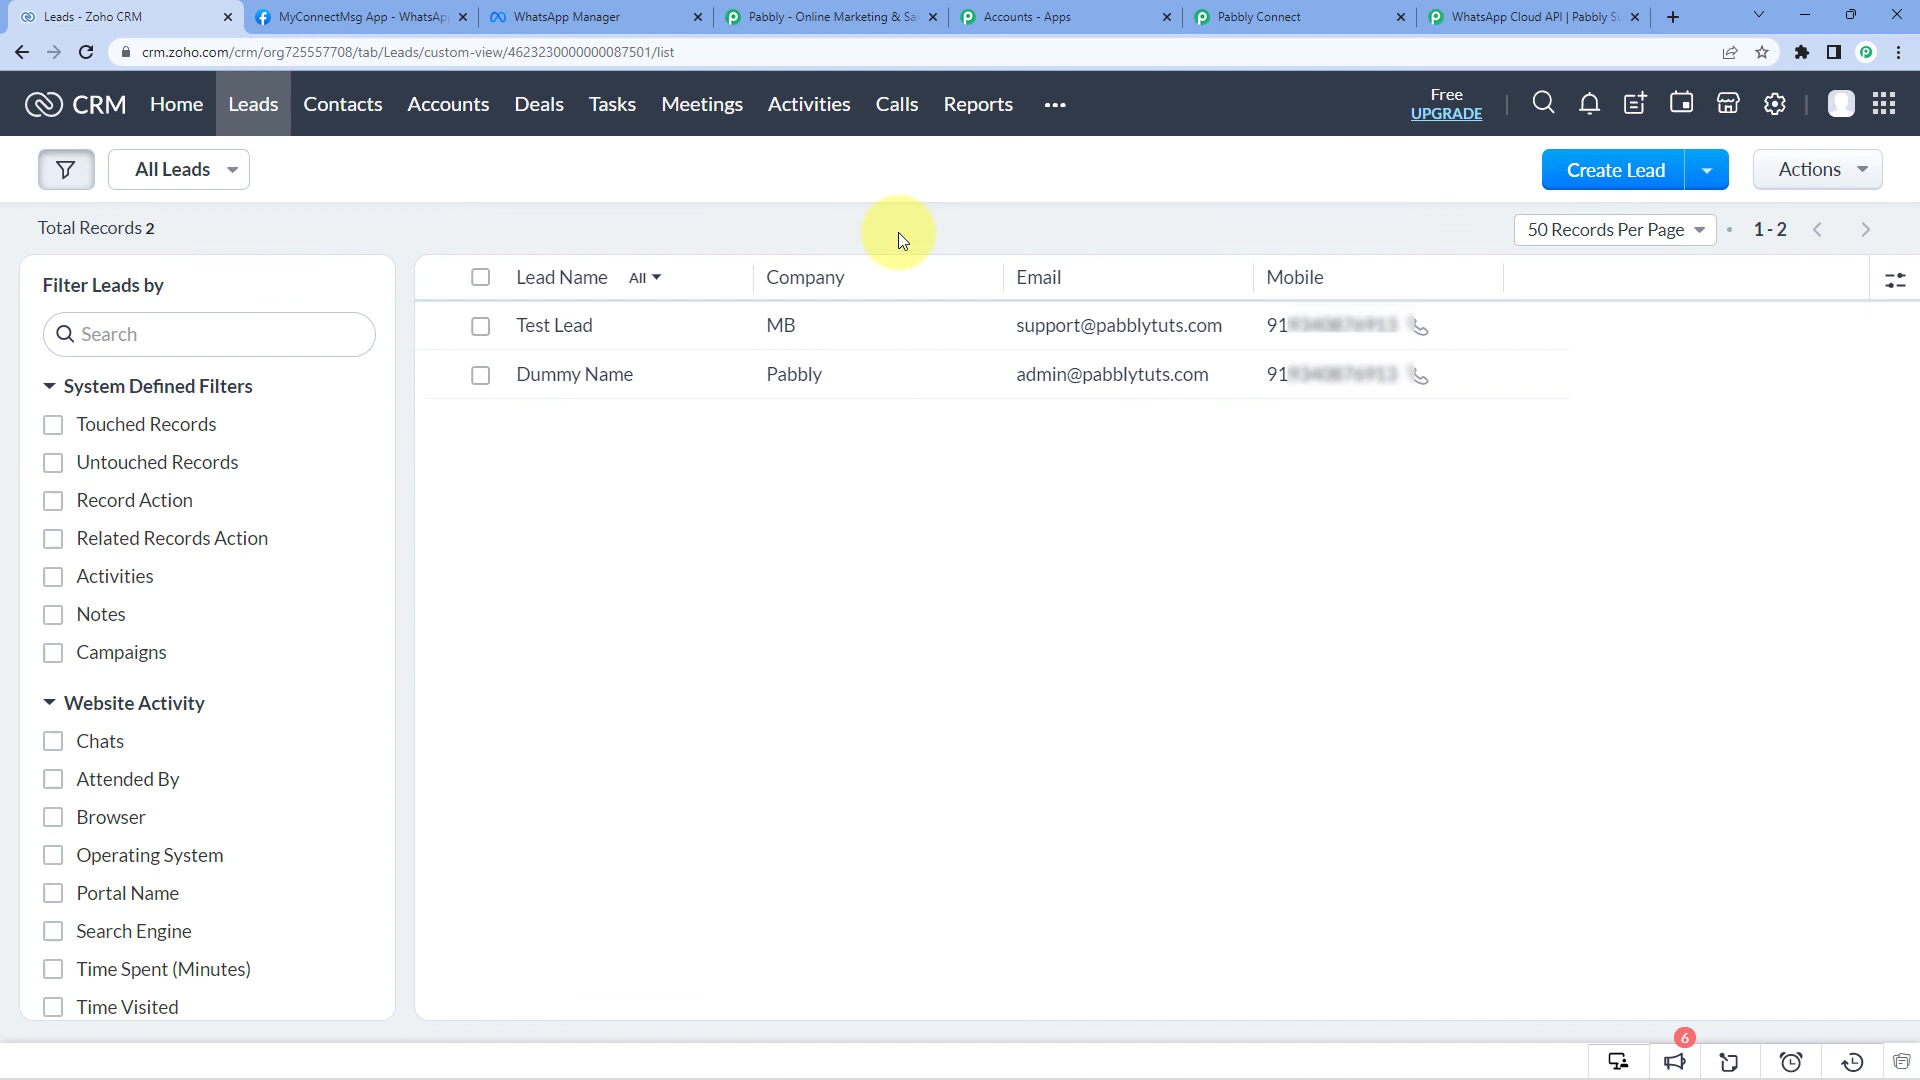 Leads - Zoho CRM
MyConnectMsg App - WhatsAp
WhatsApp Manager
Pabbly - Online Marketing & Sal
Accounts - Apps
Pabbly Connect
WhatsApp Cloud API | Pabbly Su
crm.zoho.com/crm/org725557708/tab/Leads/custom-view/4623230000000087501/list
CRM Home Leads Contacts Accounts Deals Tasks Meetings Activities Calls Reports
Free
UPGRADE
All Leads
Create Lead
Actions
Total Records 2
50 Records Per Page
1 - 2
Filter Leads by
Search
System Defined Filters
Touched Records
Untouched Records
Record Action
Related Records Action
Activities
Notes
Campaigns
Website Activity
Chats
Attended By
Browser
Operating System
Portal Name
Search Engine
Time Spent (Minutes)
Time Visited
Lead Name All Company Email Mobile
Test Lead MB support@pabblytuts.com 91
Dummy Name Pabbly admin@pabblytuts.com 91
6